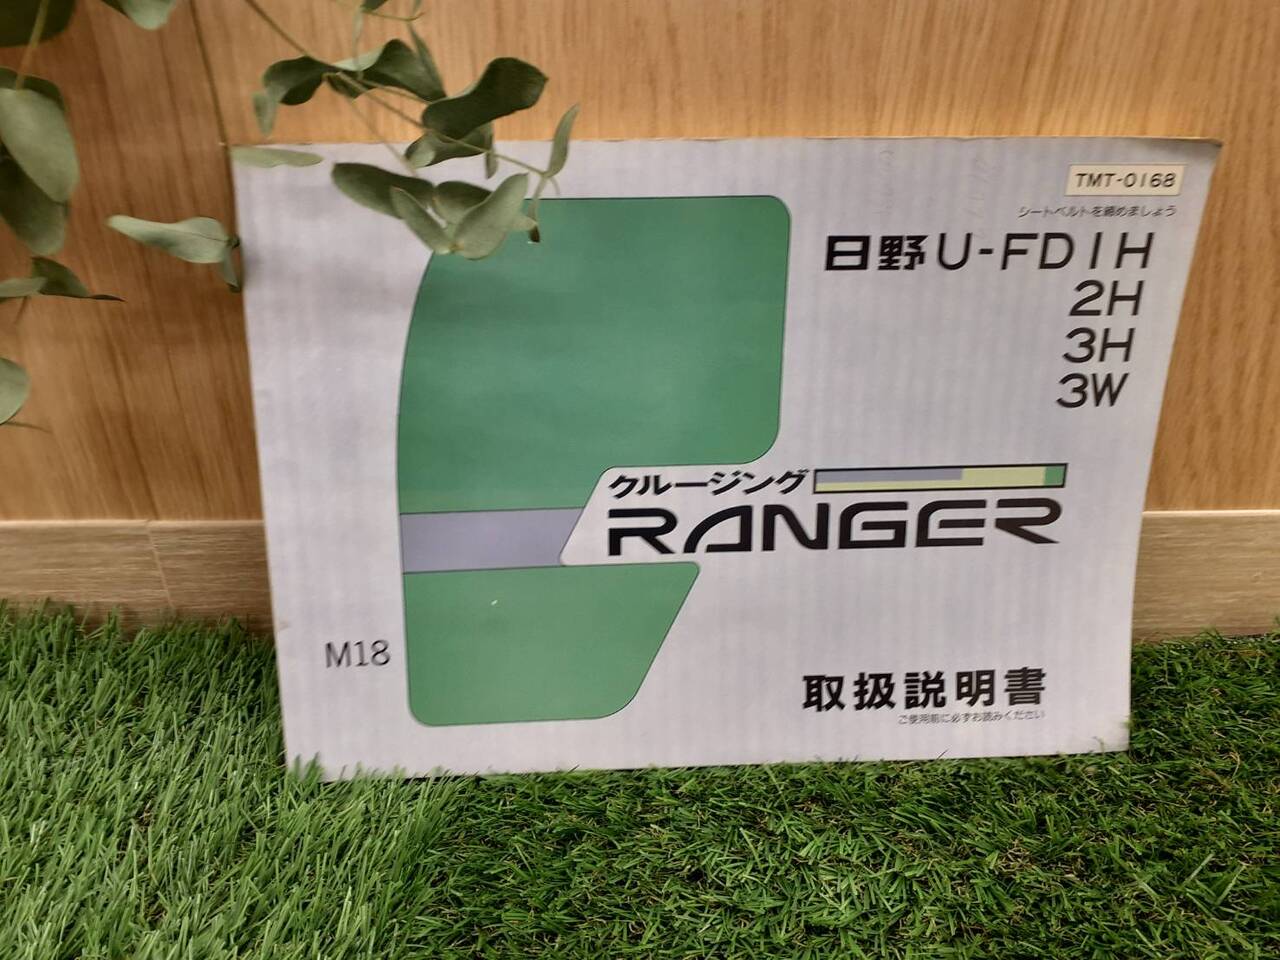 TMT-0168
シートベルトを締めましょう
日野U-FD1H
2H
3H
3W
クルージング
RANGER
M18
取扱説明書
ご使用前に必ずお読みください